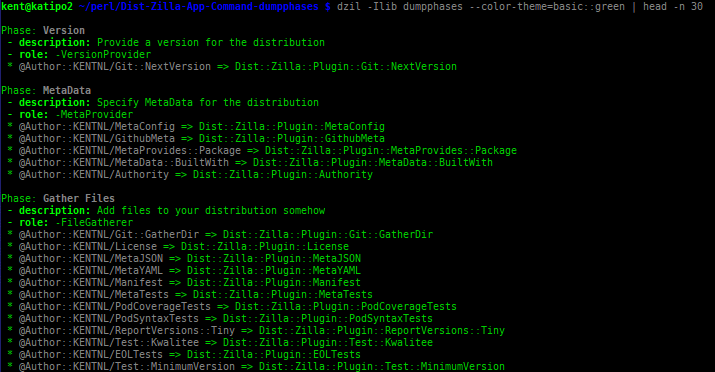 kent@katipo2 ~/perl/Dist-Zilla-App-Command-dumpphases $ dzil -Ilib dumpphases --color-theme=basic::green | head -n 30
Phase: Version
- description: Provide a version for the distribution
- role: -VersionProvider
* @Author::KENTNL/Git::NextVersion => Dist::Zilla::Plugin::Git::NextVersion
Phase: MetaData
- description: Specify MetaData for the distribution
- role: -MetaProvider
* @Author::KENTNL/MetaConfig => Dist::Zilla::Plugin::MetaConfig
* @Author::KENTNL/GithubMeta => Dist::Zilla::Plugin::GithubMeta
* @Author::KENTNL/MetaProvides::Package => Dist::Zilla::Plugin::MetaProvides::Package
* @Author::KENTNL/MetaData::BuiltWith => Dist::Zilla::Plugin::MetaData::BuiltWith
* @Author::KENTNL/Authority => Dist::Zilla::Plugin::Authority
Phase: Gather Files
- description: Add files to your distribution somehow
- role: -FileGatherer
* @Author::KENTNL/Git::GatherDir => Dist::Zilla::Plugin::Git::GatherDir
* @Author::KENTNL/License => Dist::Zilla::Plugin::License
* @Author::KENTNL/MetaJSON => Dist::Zilla::Plugin::MetaJSON
* @Author::KENTNL/MetaYAML => Dist::Zilla::Plugin::MetaYAML
* @Author::KENTNL/Manifest => Dist::Zilla::Plugin::Manifest
* @Author::KENTNL/MetaTests => Dist::Zilla::Plugin::MetaTests
* @Author::KENTNL/PodCoverageTests => Dist::Zilla::Plugin::PodCoverageTests
* @Author::KENTNL/PodSyntaxTests => Dist::Zilla::Plugin::PodSyntaxTests
* @Author::KENTNL/ReportVersions::Tiny => Dist::Zilla::Plugin::ReportVersions::Tiny
* @Author::KENTNL/Test::Kwalitee => Dist::Zilla::Plugin::Test::Kwalitee
* @Author::KENTNL/EOLTests => Dist::Zilla::Plugin::EOLTests
* @Author::KENTNL/Test::MinimumVersion => Dist::Zilla::Plugin::Test::MinimumVersion